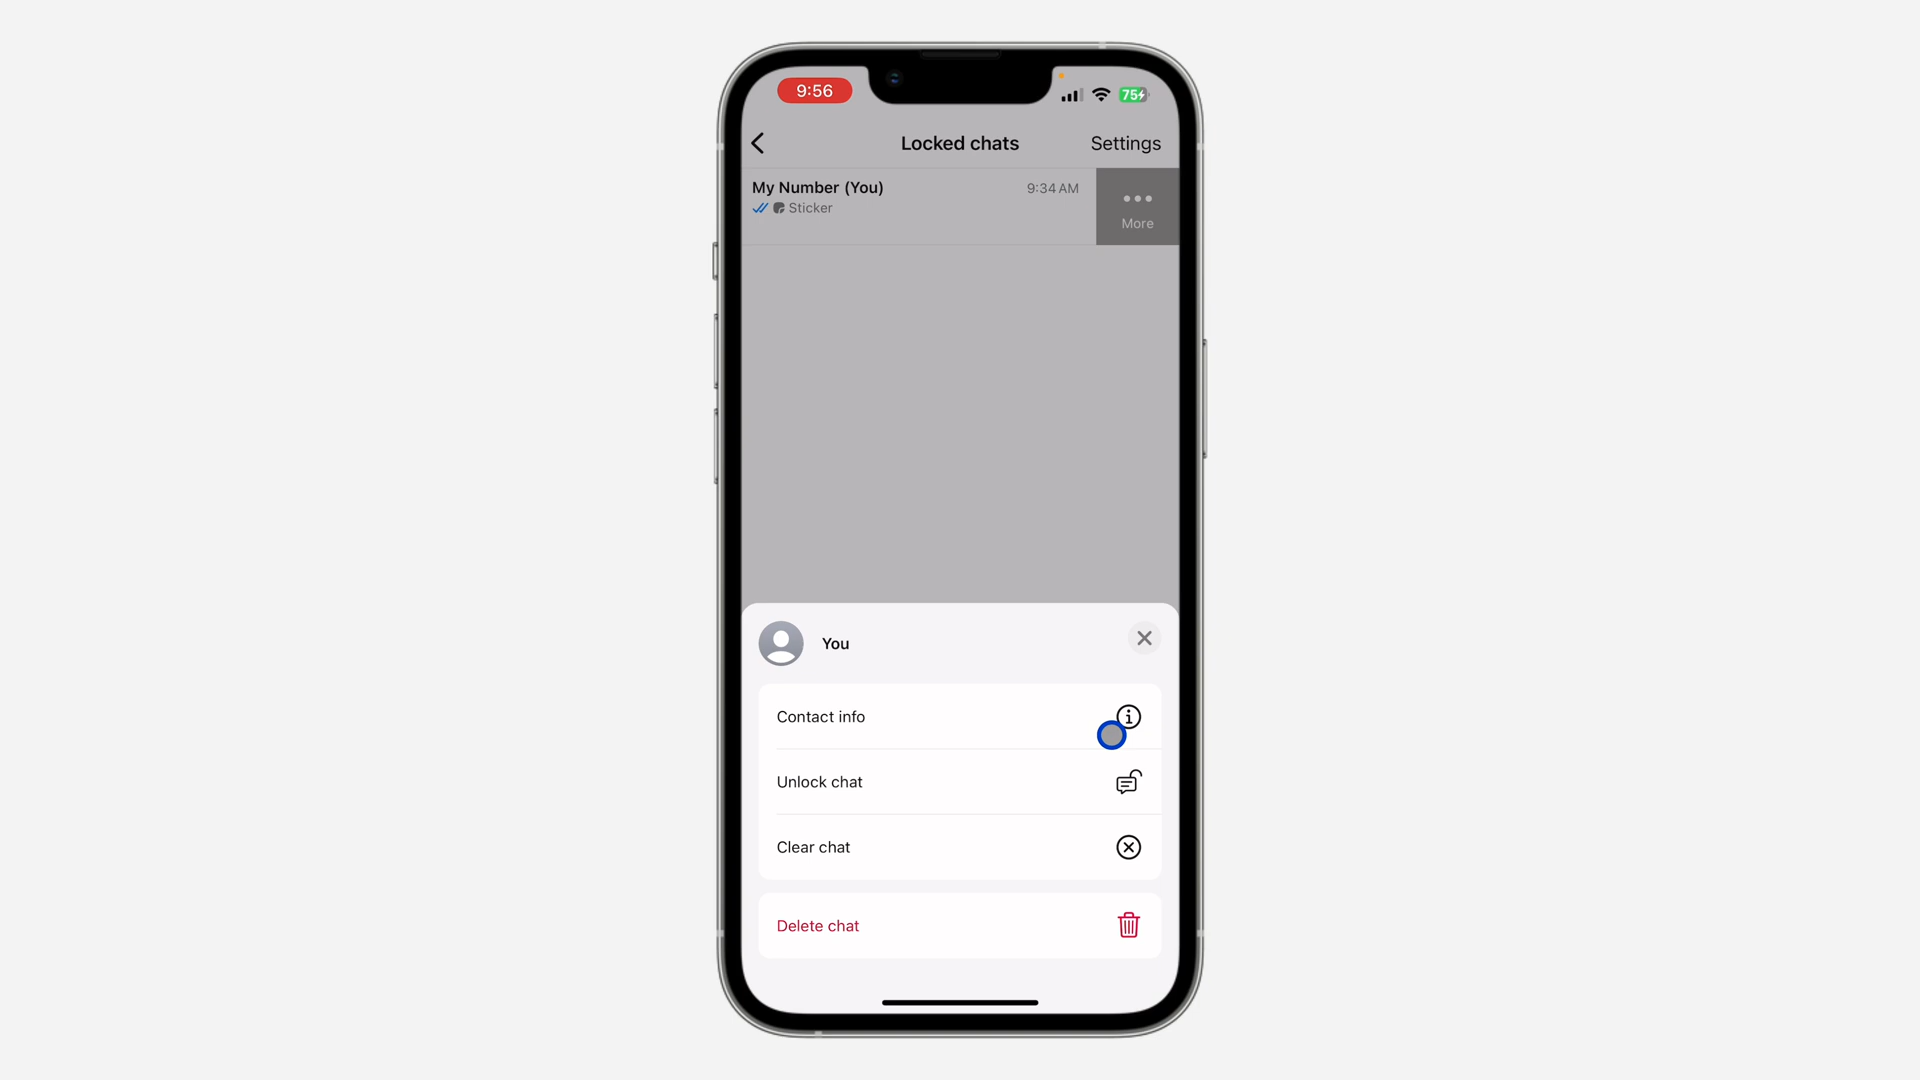 9:56
75
Locked chats
Settings
My Number (You)
9:34 AM
Sticker
More
You
Contact info
Unlock chat
Clear chat
Delete chat